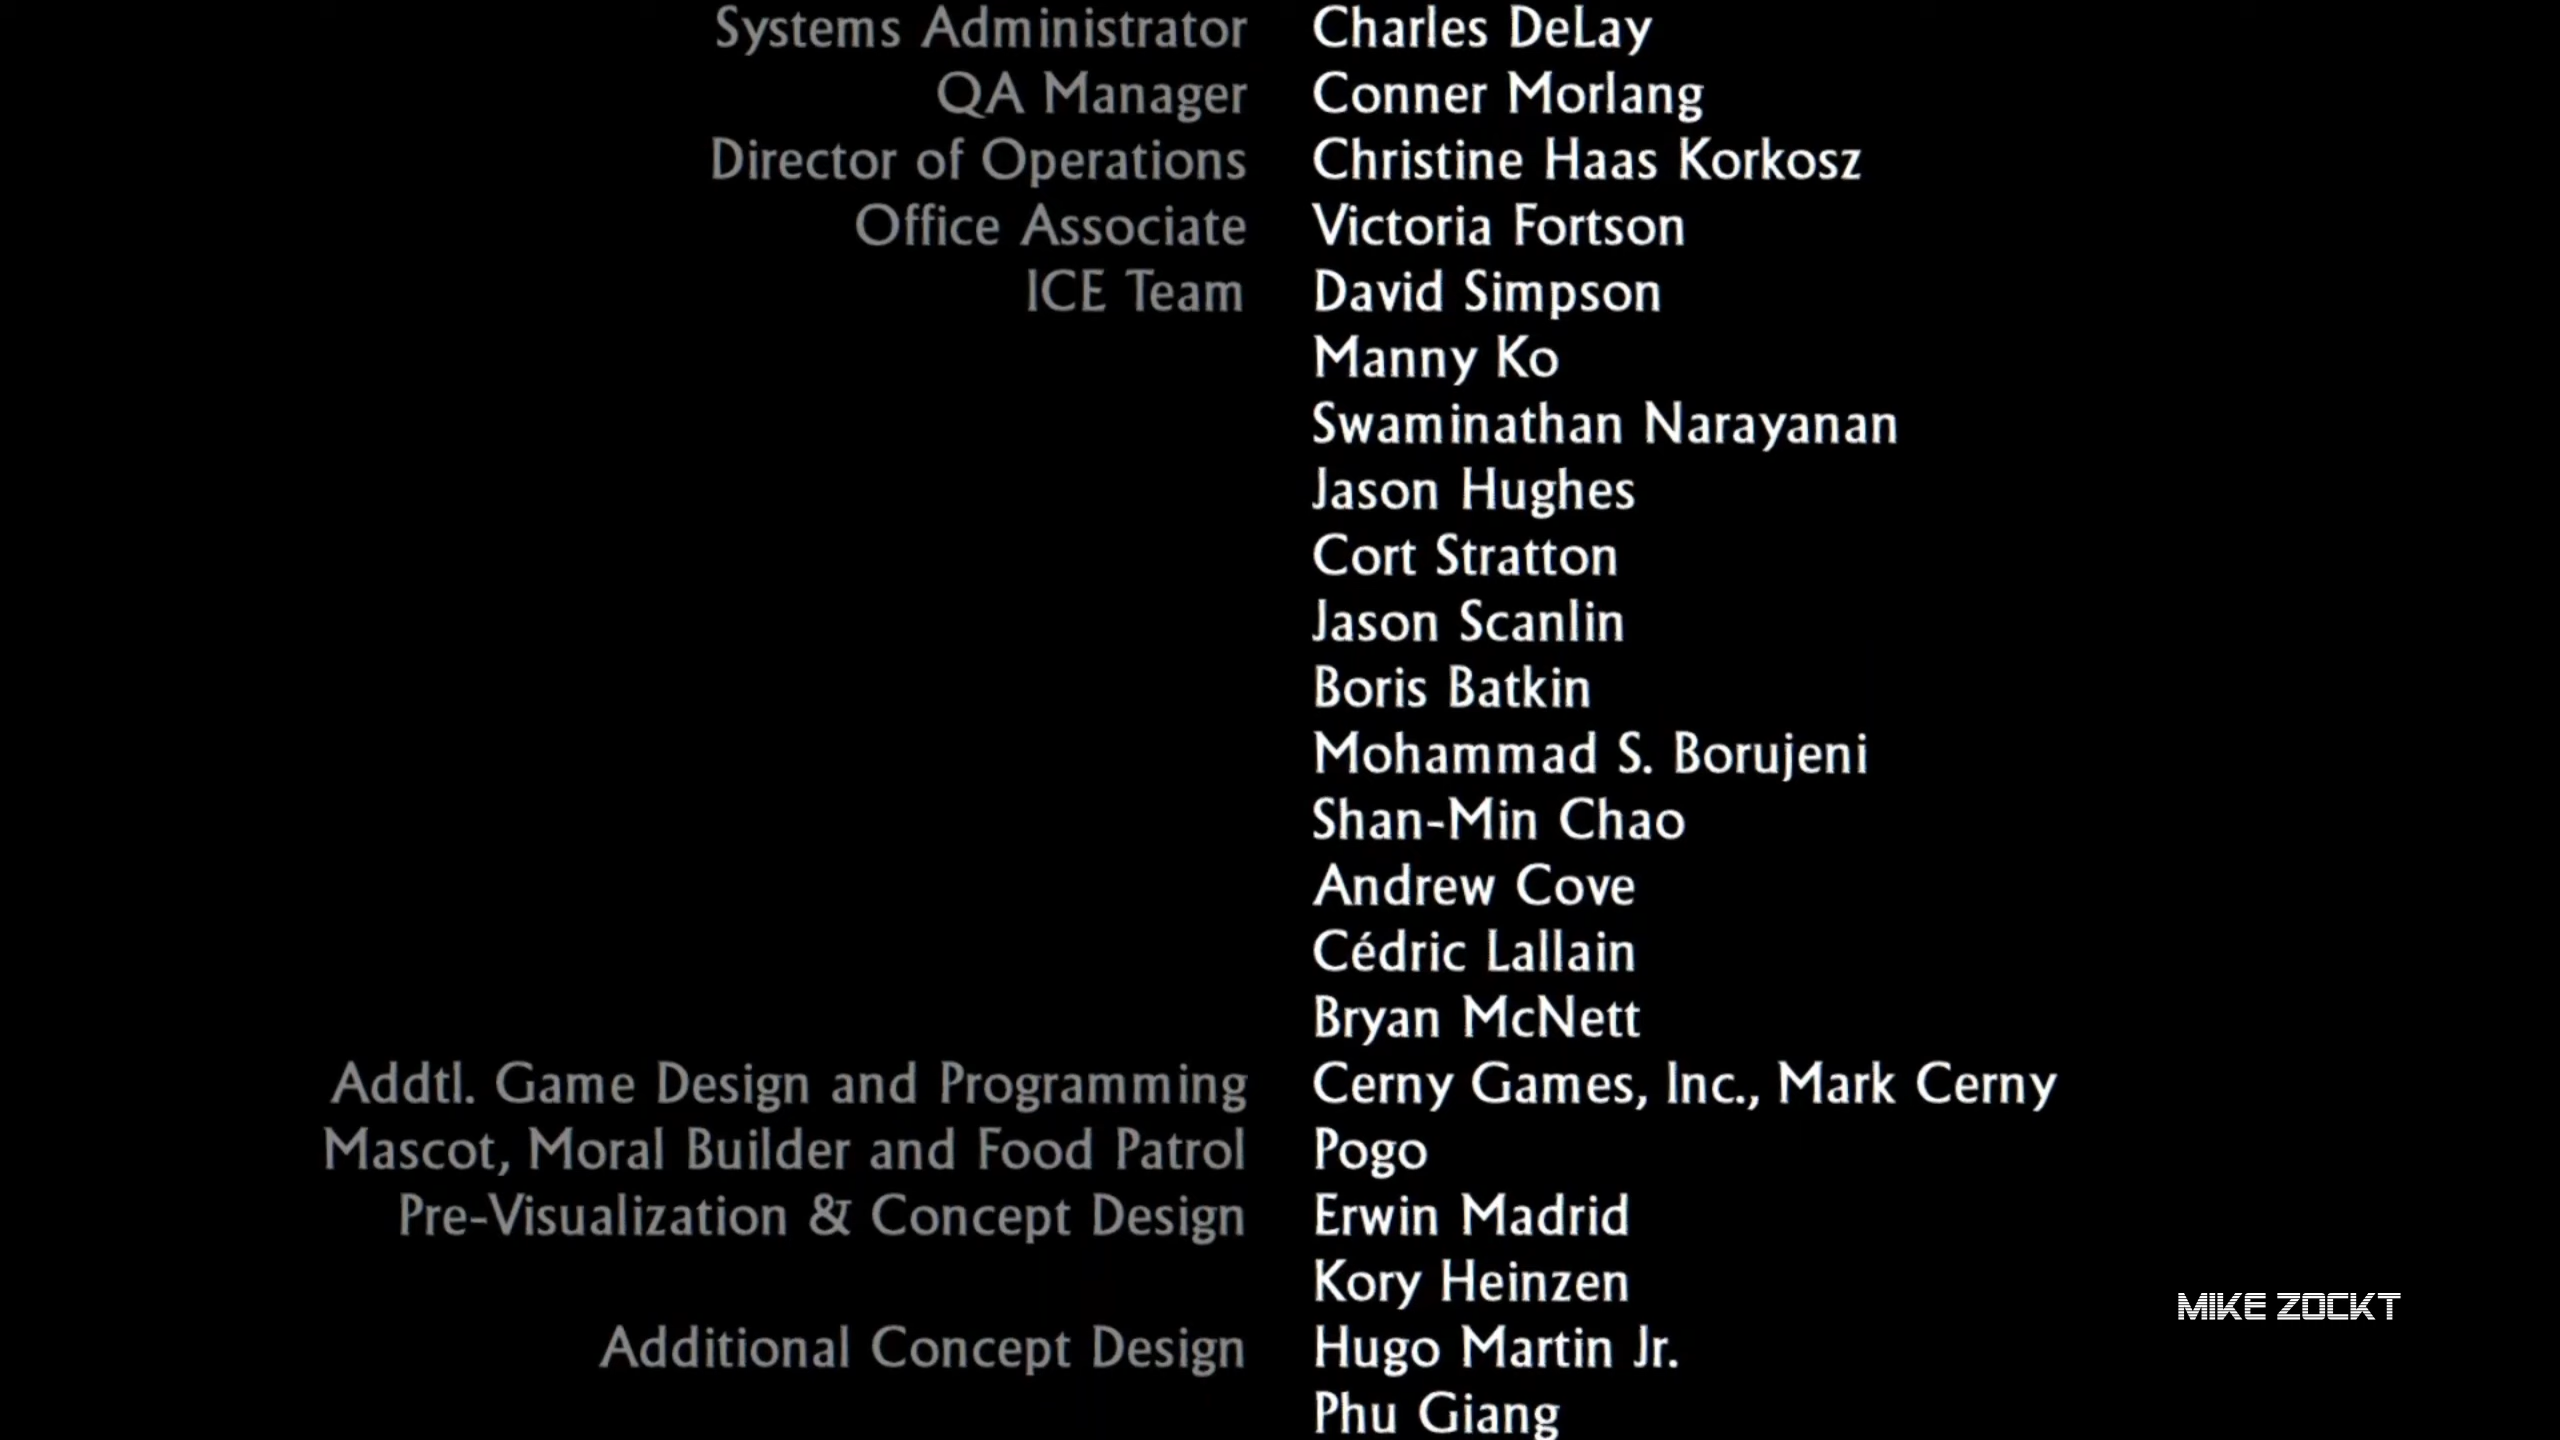 Systems Administrator Charles DeLay
QA Manager Conner Morlang
Director of Operations Christine Haas Korkosz
Office Associate Victoria Fortson
ICE Team David Simpson
Manny Ko
Swaminathan Narayanan
Jason Hughes
Cort Stratton
Jason Scanlin
Boris Batkin
Mohammad S. Borujeni
Shan-Min Chao
Andrew Cove
Cédric Lallain
Bryan McNett
Addtl. Game Design and Programming Cerny Games, Inc., Mark Cerny
Mascot, Moral Builder and Food Patrol Pogo
Pre-Visualization & Concept Design Erwin Madrid
Kory Heinzen
MIKE ZOCKT
Additional Concept Design Hugo Martin Jr.
Phu Giang